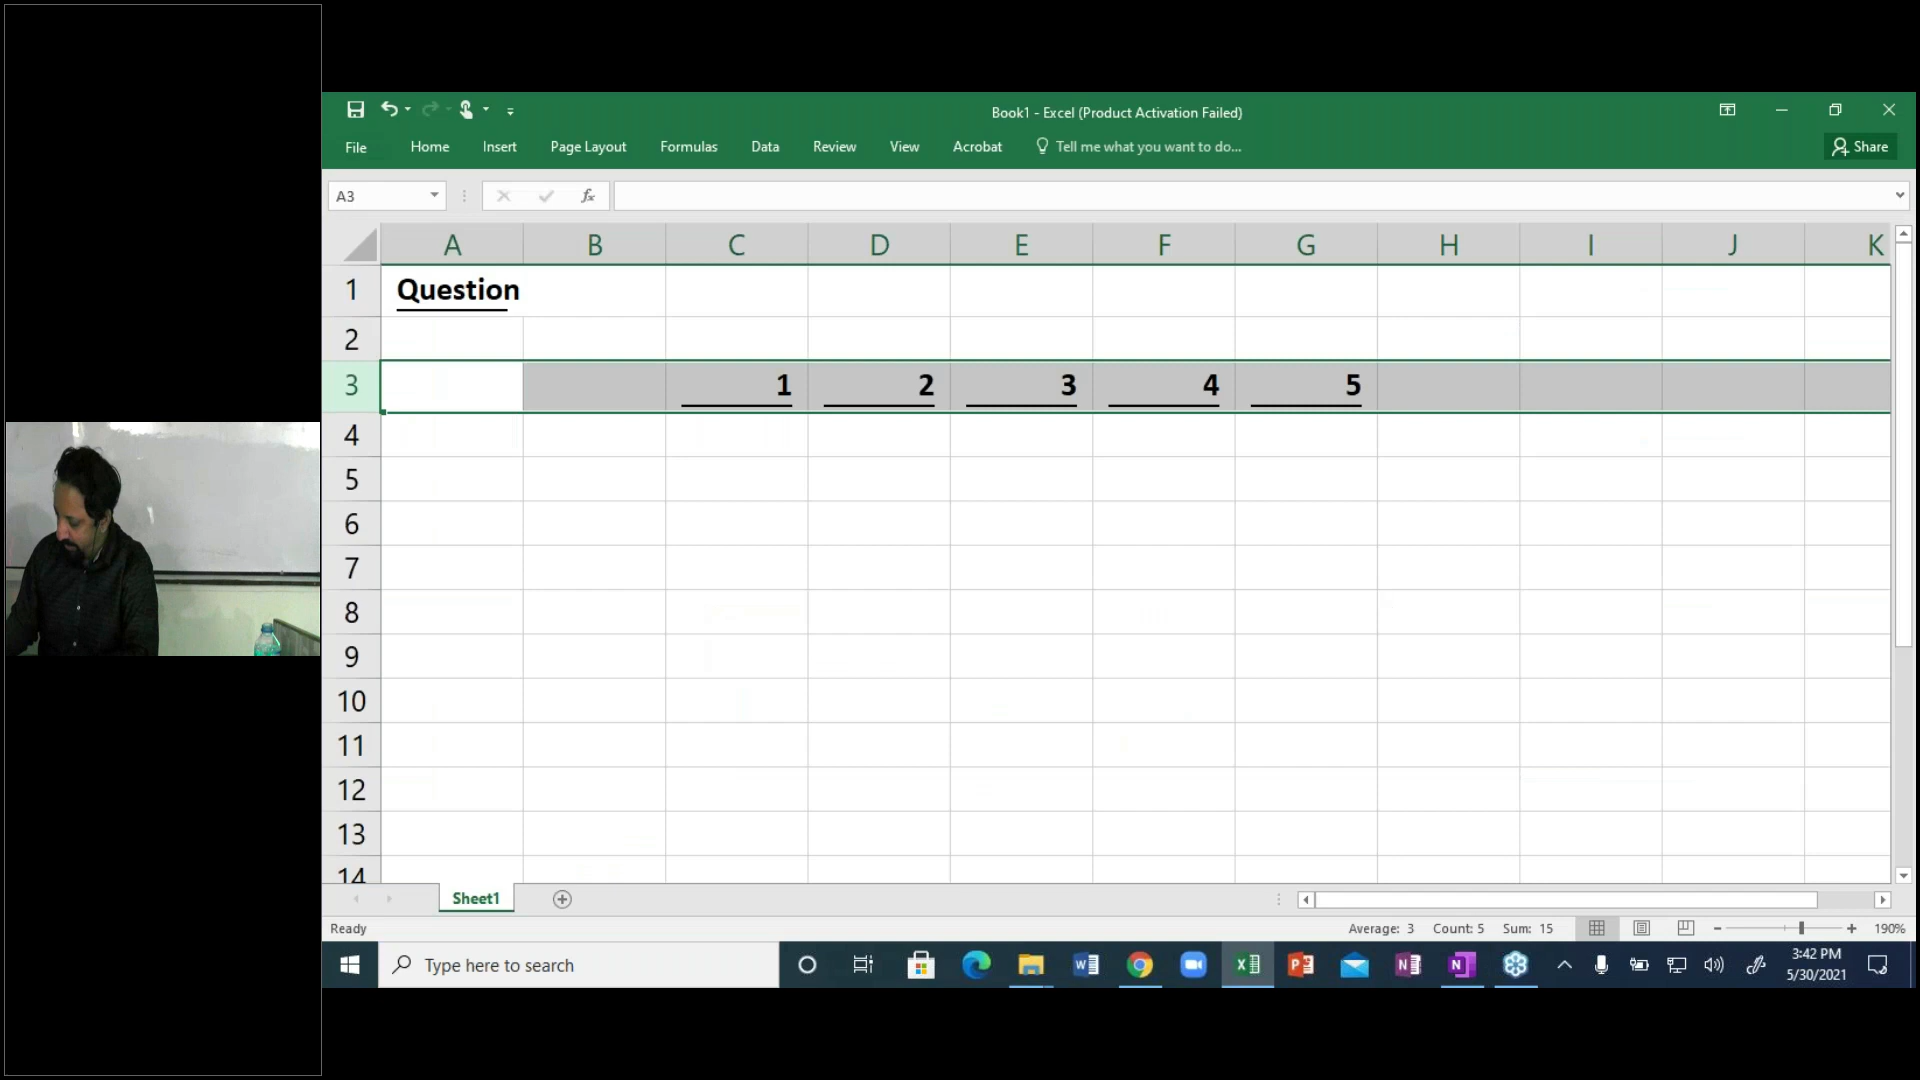 Book1 - Excel (Product Activation Failed)
File Home Insert Page Layout Formulas Data Review View Acrobat Tell me what you want to do... Share
A3 fx
A B C D E F G H I J K
1 Question
2
3 1 2 3 4 5
4
5
6
7
8
9
10
11
12
13
14
Sheet1
Ready Average: 3 Count: 5 Sum: 15 190%
Type here to search 3:42 PM
5/30/2021